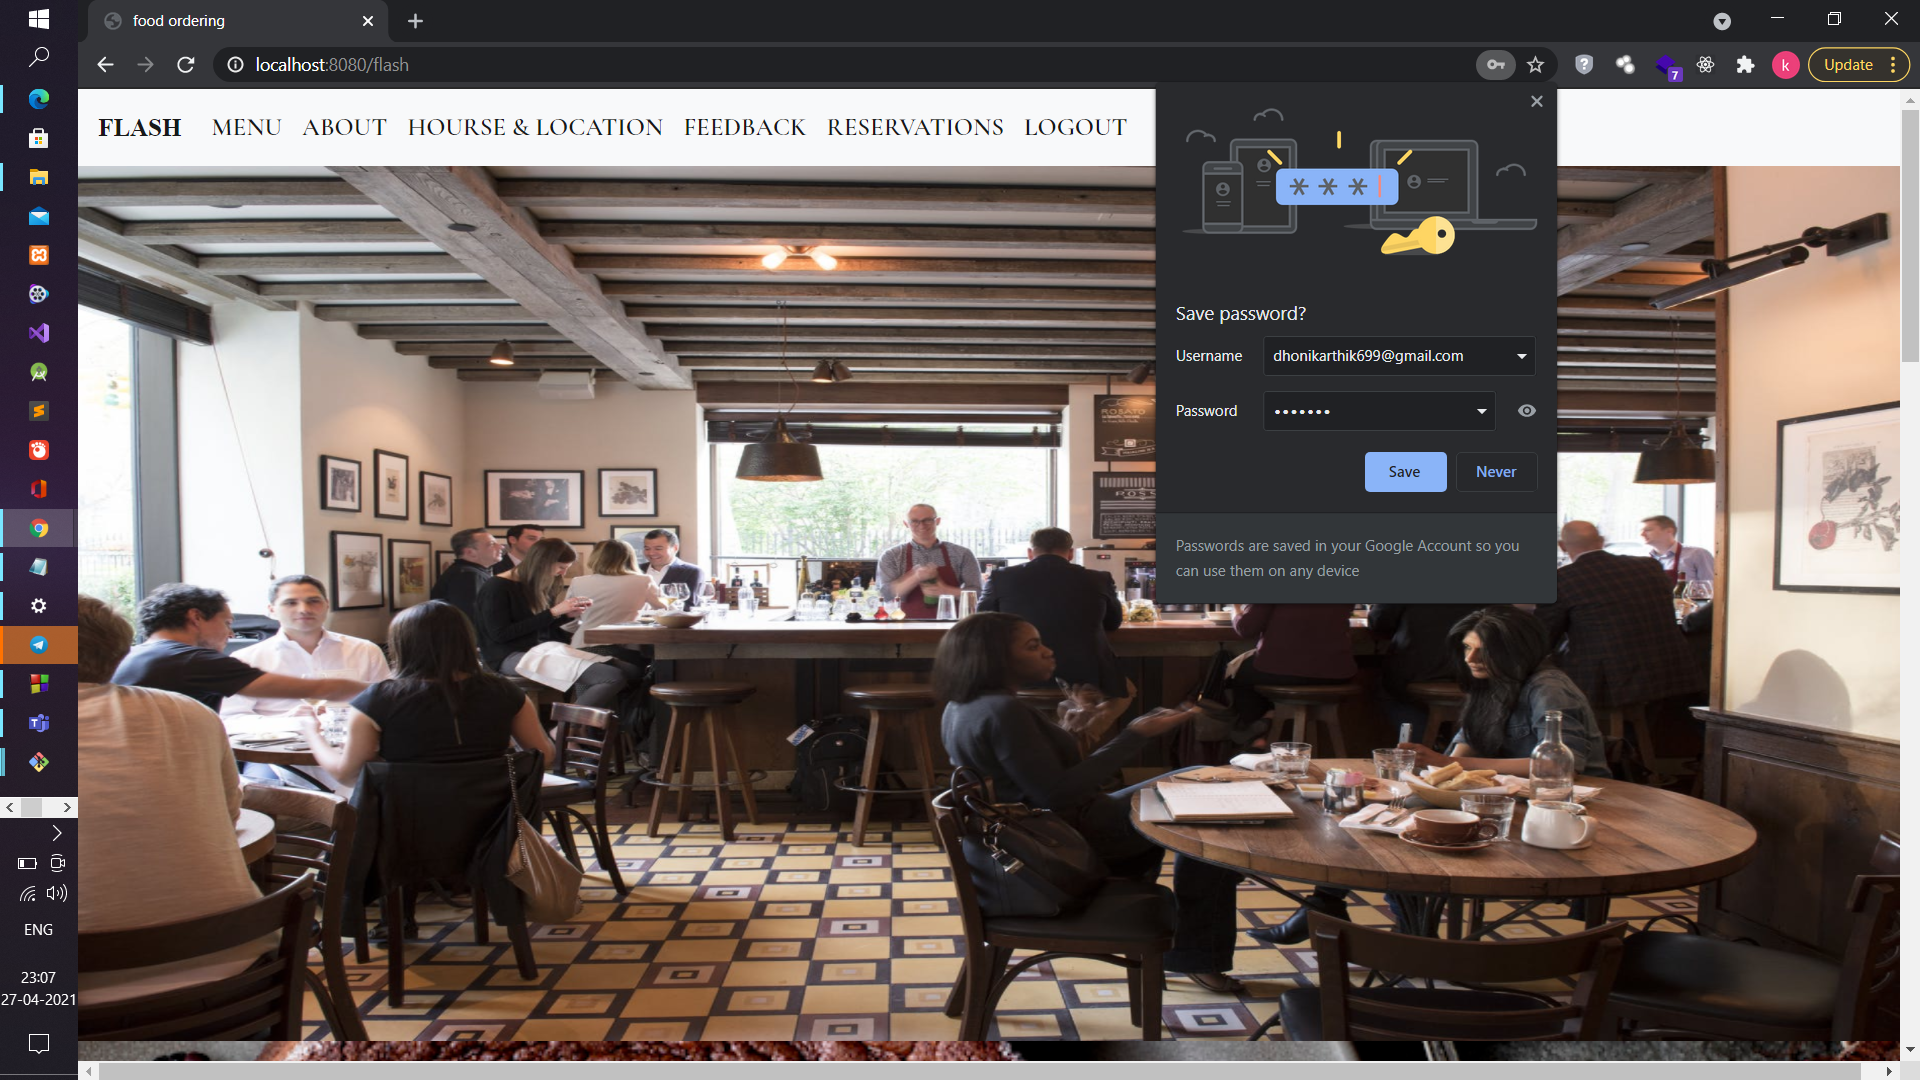 food ordering
localhost:8080/flash
7
k
Update
FLASH MENU ABOUT HOURSE & LOCATION FEEDBACK RESERVATIONS LOGOUT
Save password?
Username dhonikarthik699@gmail.com
Password •••••••
Save Never
Passwords are saved in your Google Account so you
can use them on any device
ENG
23:07
27-04-2021